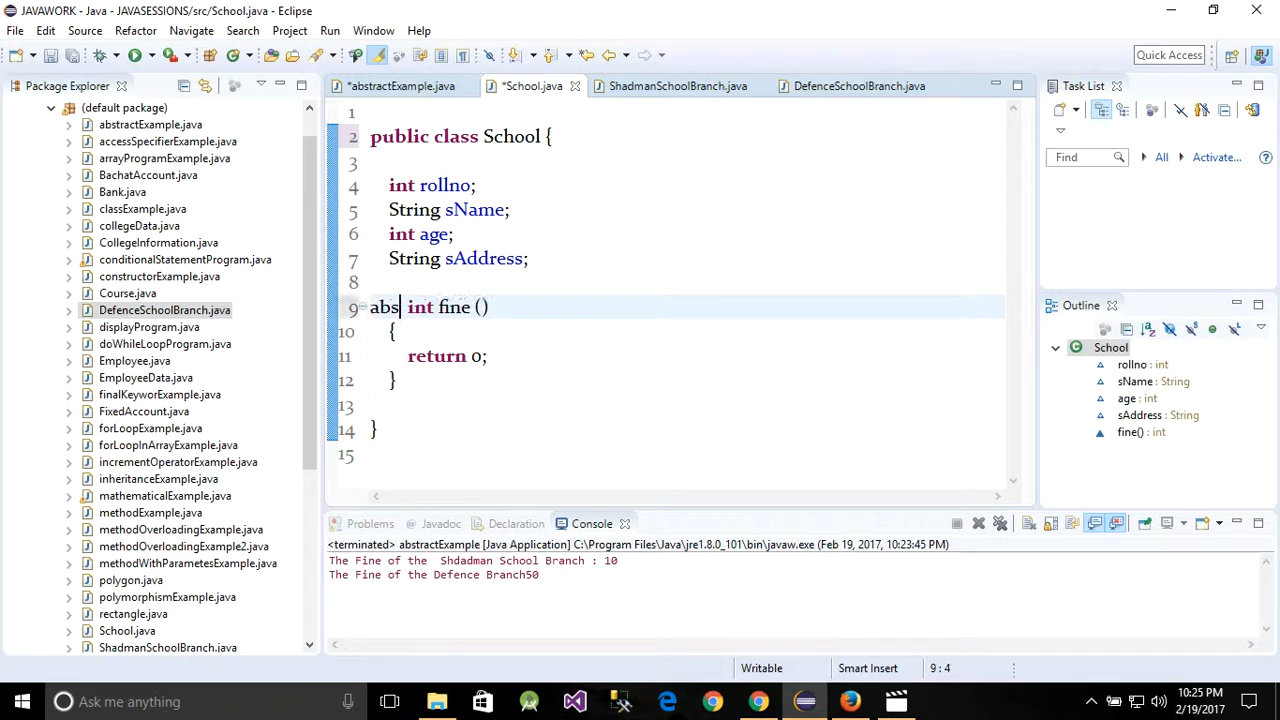 JAVAWORK - Java - JAVASESSIONS/src/School.java - Eclipse
File Edit Source Refactor Navigate Search Project Run Window Help
Quick Access
Package Explorer
*abstractExample.java
*School.java
ShadmanSchoolBranch.java
DefenceSchoolBranch.java
Task List
(default package)
abstractExample.java
accessSpecifierExample.java
arrayProgramExample.java
BachatAccount.java
Bank.java
classExample.java
collegeData.java
CollegeInformation.java
conditionalStatementProgram.java
constructorExample.java
Course.java
DefenceSchoolBranch.java
displayProgram.java
doWhileLoopProgram.java
Employee.java
EmployeeData.java
finalKeyworExample.java
FixedAccount.java
forLoopExample.java
forLoopInArrayExample.java
incrementOperatorExample.java
inheritanceExample.java
mathematicalExample.java
methodExample.java
methodOverloadingExample.java
methodOverloadingExample2.java
methodWithParametesExample.java
polygon.java
polymorphismExample.java
rectangle.java
School.java
ShadmanSchoolBranch.java
1
2 public class School {
3
4 int rollno;
5 String sName;
6 int age;
7 String sAddress;
8
9 abs int fine ()
10 {
11 return 0;
12 }
13
14 }
15
Find All Activate...
Outline
School
rollno : int
sName : String
age : int
sAddress : String
fine() : int
Problems Javadoc Declaration Console
<terminated> abstractExample [Java Application] C:\Program Files\Java\jre1.8.0_101\bin\javaw.exe (Feb 19, 2017, 10:23:45 PM)
The Fine of the  Shdadman School Branch : 10
The Fine of the Defence Branch50
Writable Smart Insert 9 : 4
Ask me anything
10:25 PM
2/19/2017